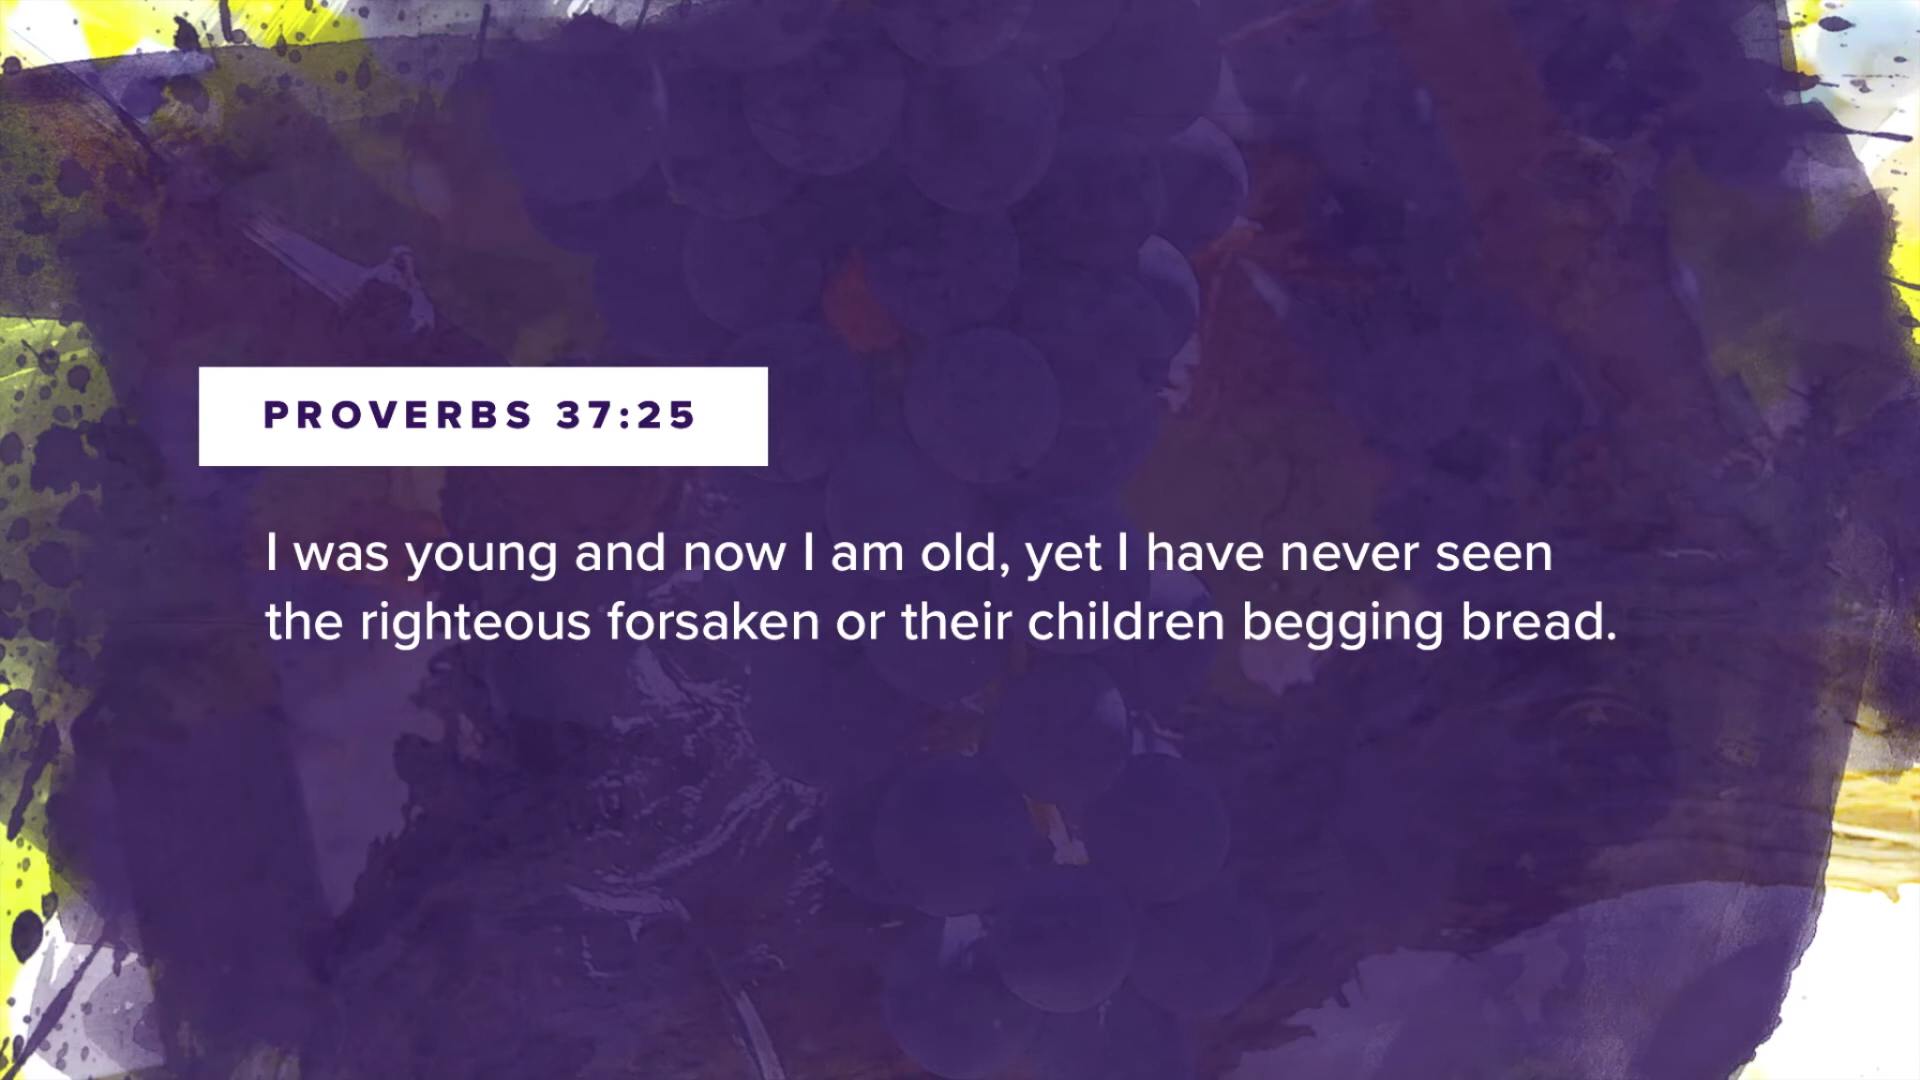 PROVERBS 37:25
I was young and now I am old, yet I have never seen
the righteous forsaken or their children begging bread.